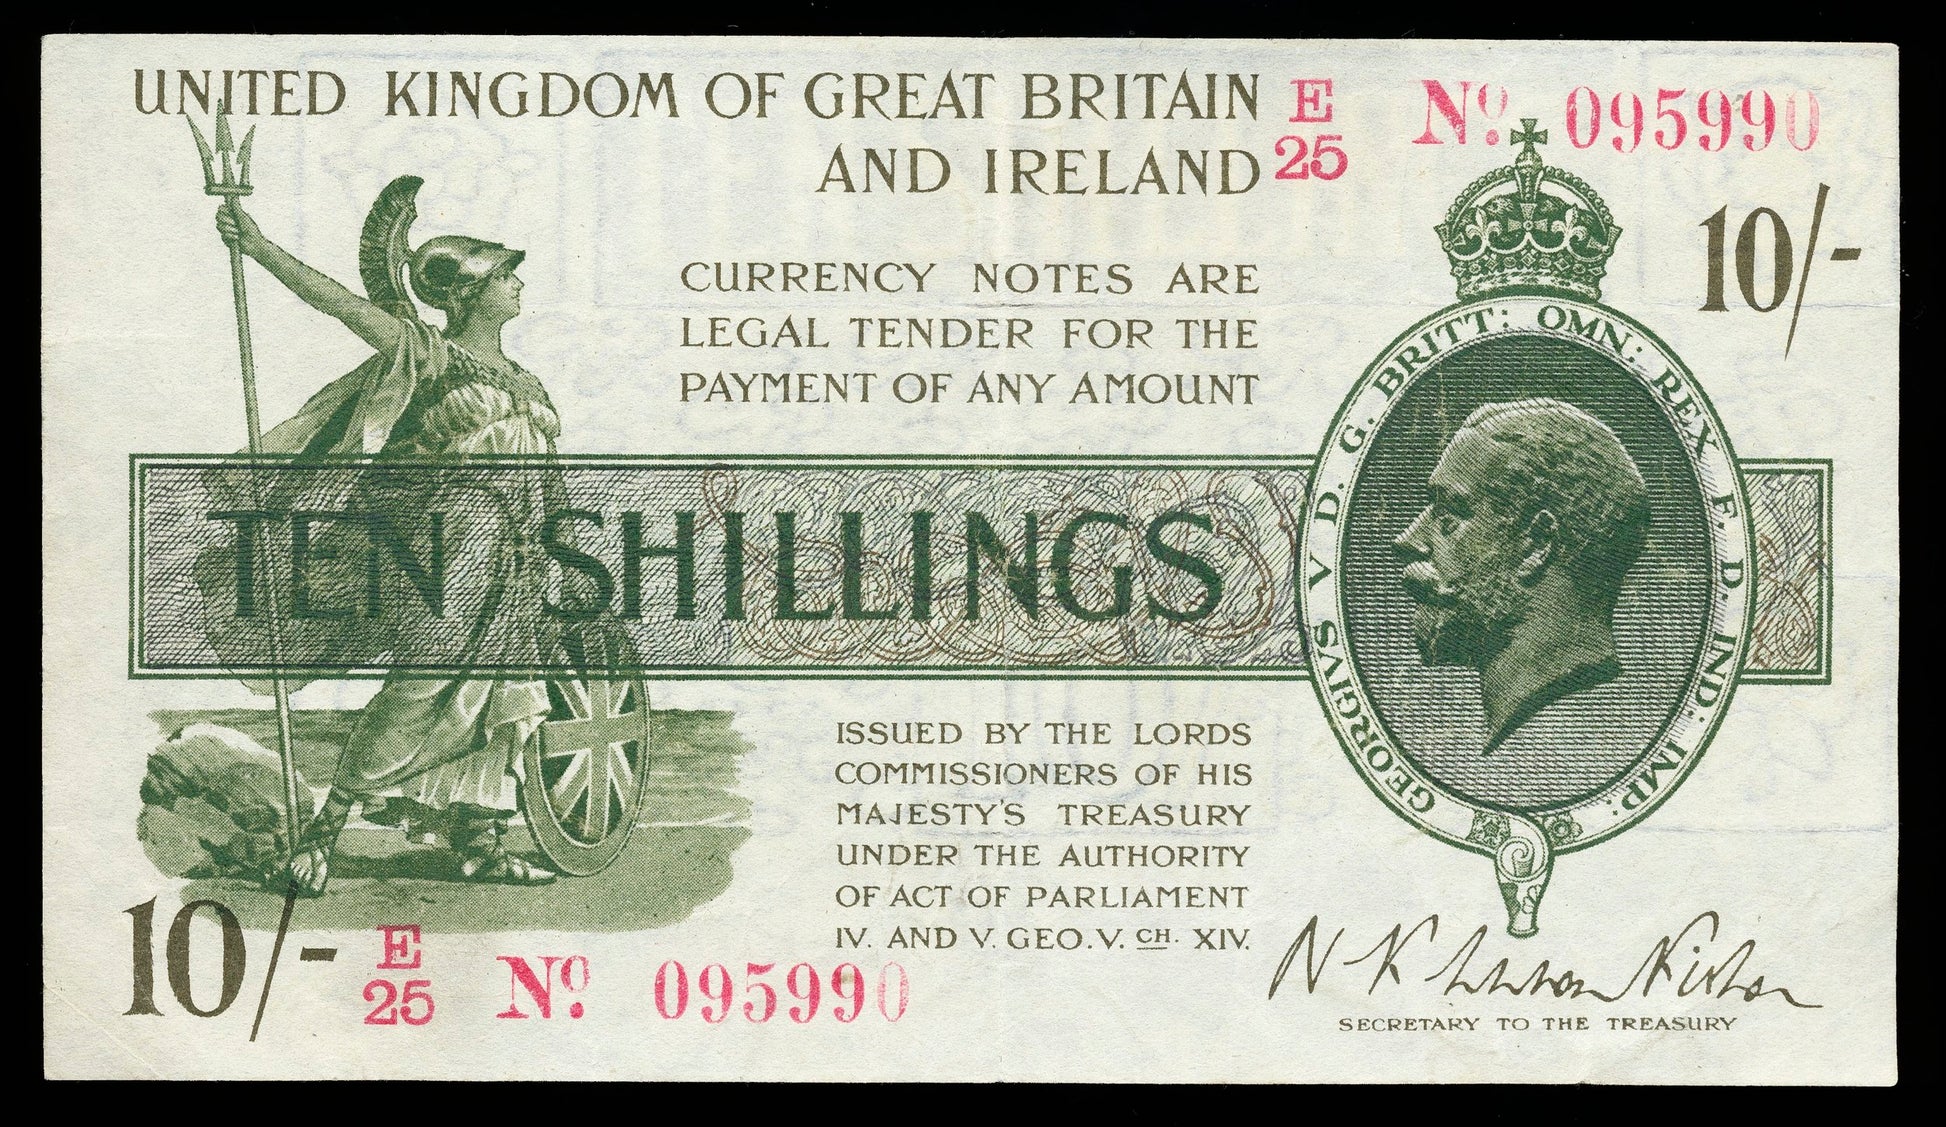 UNITED KINGDOM OF GREAT BRITAIN
AND IRELAND
E
25
No. 095990
10/-
CURRENCY NOTES ARE
LEGAL TENDER FOR THE
PAYMENT OF ANY AMOUNT
GEORGIVS V D. G. BRITT: OMN: REX F. D. IND: IMP:
TEN SHILLINGS
ISSUED BY THE LORDS
COMMISSIONERS OF HIS
MAJESTY'S TREASURY
UNDER THE AUTHORITY
OF ACT OF PARLIAMENT
IV. AND V. GEO. V. CH. XIV.
10/-
E
25
No. 095990
N K Warren Fisher
SECRETARY TO THE TREASURY